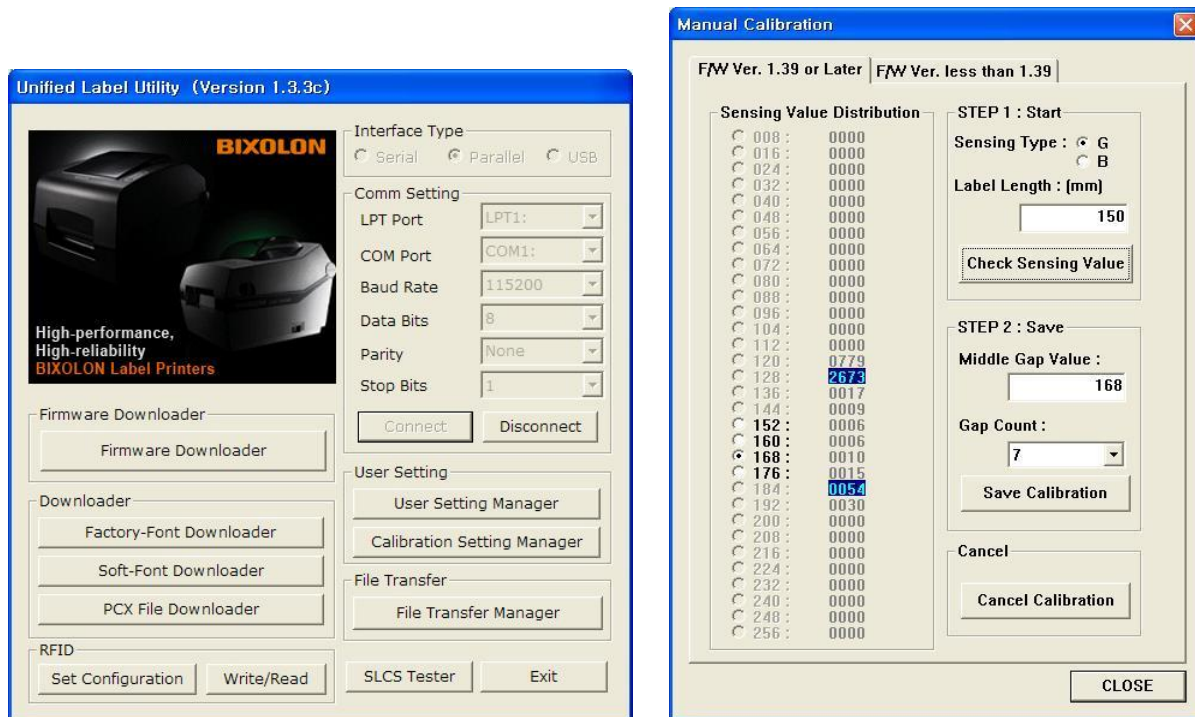 Unified Label Utility (Version 1.3.3c)
BIXOLON
High-performance,
High-reliability
BIXOLON Label Printers
Firmware Downloader
Firmware Downloader
Downloader
Factory-Font Downloader
Soft-Font Downloader
PCX File Downloader
RFID
Set Configuration Write/Read
Interface Type
Serial Parallel USB
Comm Setting
LPT Port LPT1:
COM Port COM1:
Baud Rate 115200
Data Bits 8
Parity None
Stop Bits 1
Connect Disconnect
User Setting
User Setting Manager
Calibration Setting Manager
File Transfer
File Transfer Manager
SLCS Tester Exit
Manual Calibration
F/W Ver. 1.39 or Later F/W Ver. less than 1.39
Sensing Value Distribution
008 : 0000
016 : 0000
024 : 0000
032 : 0000
040 : 0000
048 : 0000
056 : 0000
064 : 0000
072 : 0000
080 : 0000
088 : 0000
096 : 0000
104 : 0000
112 : 0000
120 : 0779
128 : 2673
136 : 0017
144 : 0009
152 : 0006
160 : 0006
168 : 0010
176 : 0015
184 : 0054
192 : 0030
200 : 0000
208 : 0000
216 : 0000
224 : 0000
232 : 0000
240 : 0000
248 : 0000
256 : 0000
STEP 1 : Start
Sensing Type : G
B
Label Length : (mm)
150
Check Sensing Value
STEP 2 : Save
Middle Gap Value :
168
Gap Count :
7
Save Calibration
Cancel
Cancel Calibration
CLOSE